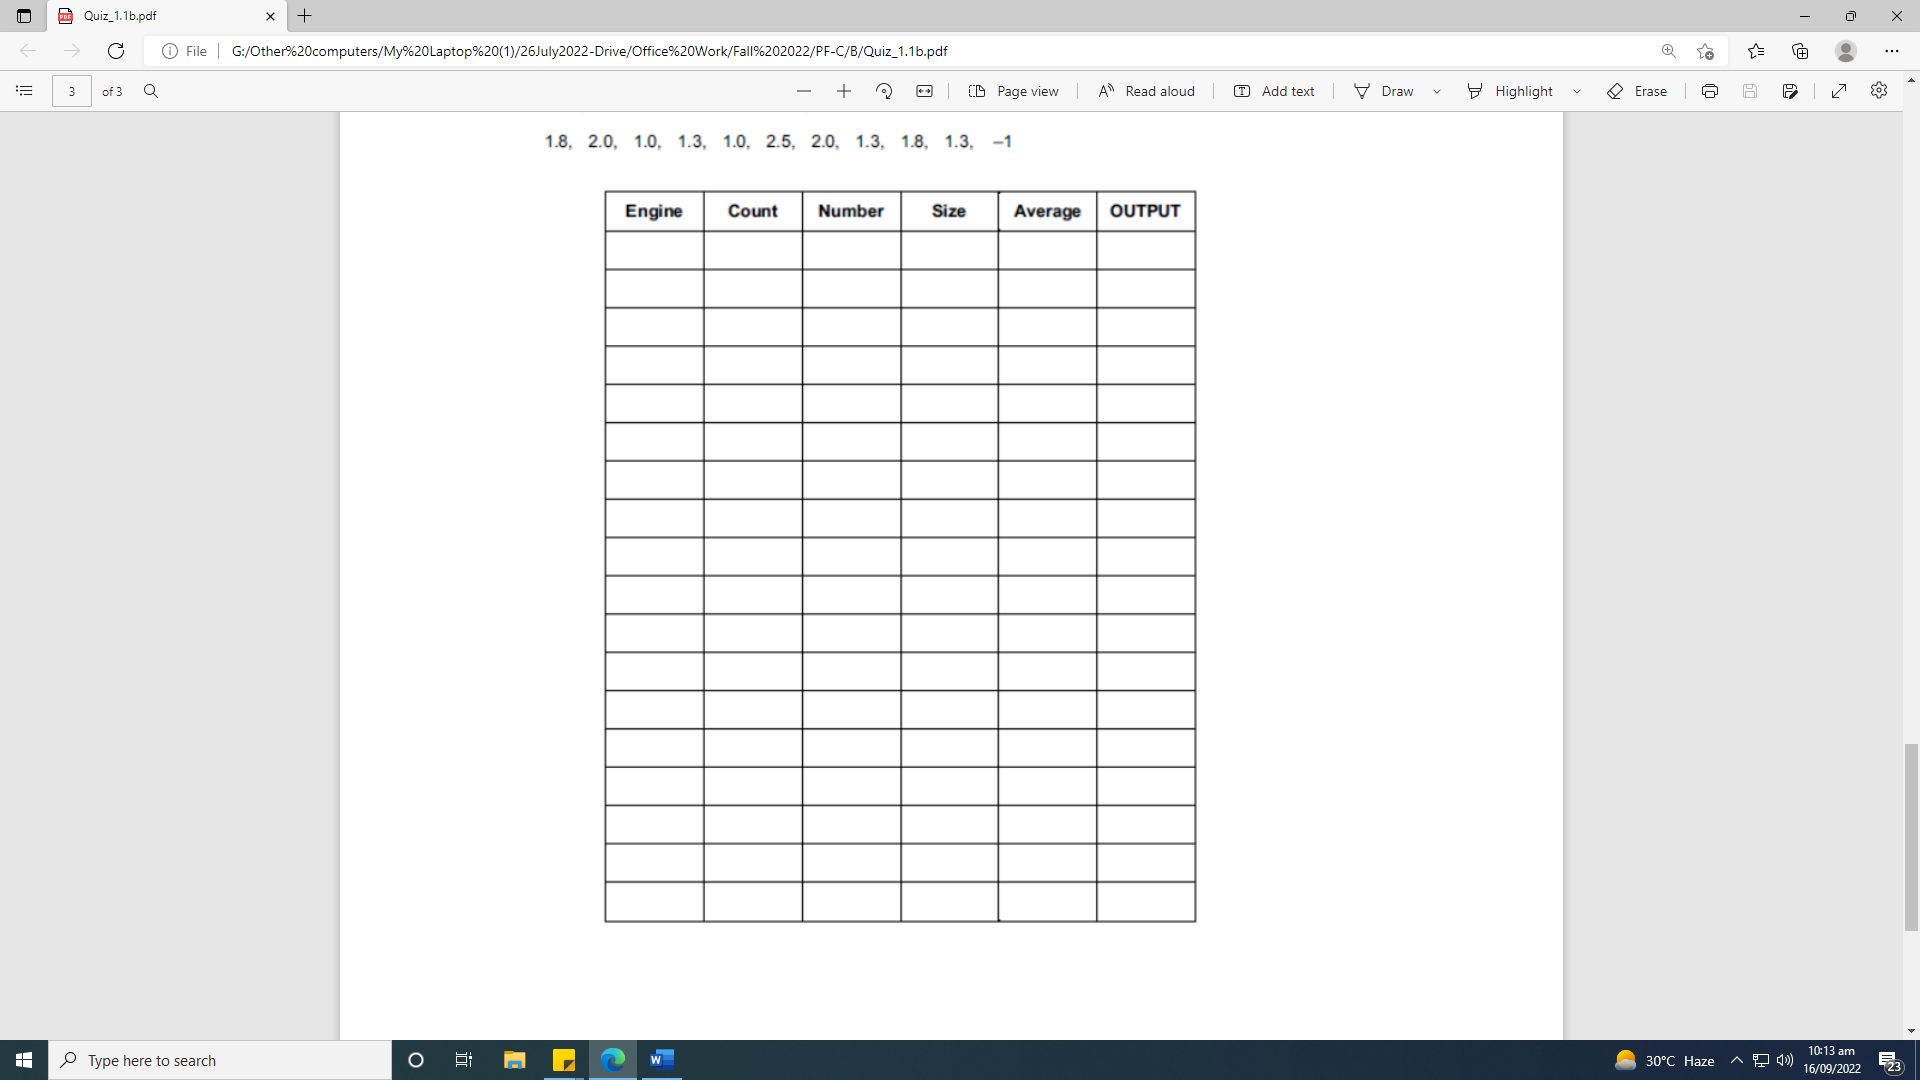 Quiz_1.1b.pdf
File
G:/Other%20computers/My%20Laptop%20(1)/26July2022-Drive/Office%20Work/Fall%202022/PF-C/B/Quiz_1.1b.pdf
3 of 3 Page view Read aloud Add text Draw Highlight Erase
1.8, 2.0, 1.0, 1.3, 1.0, 2.5, 2.0, 1.3, 1.8, 1.3, –1
Engine Count Number Size Average OUTPUT
Type here to search
30°C Haze
10:13 am
16/09/2022
23